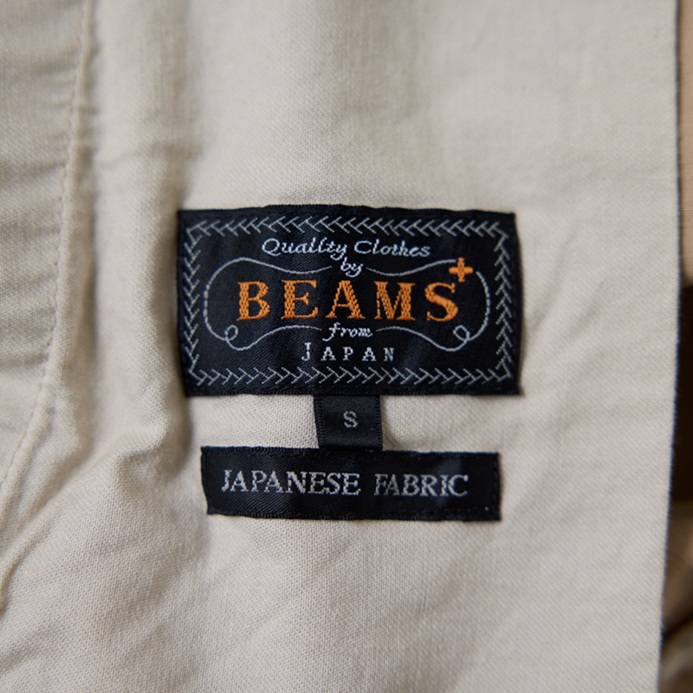 Quality Clothes
by
BEAMS+
from
JAPAN
S
JAPANESE FABRIC